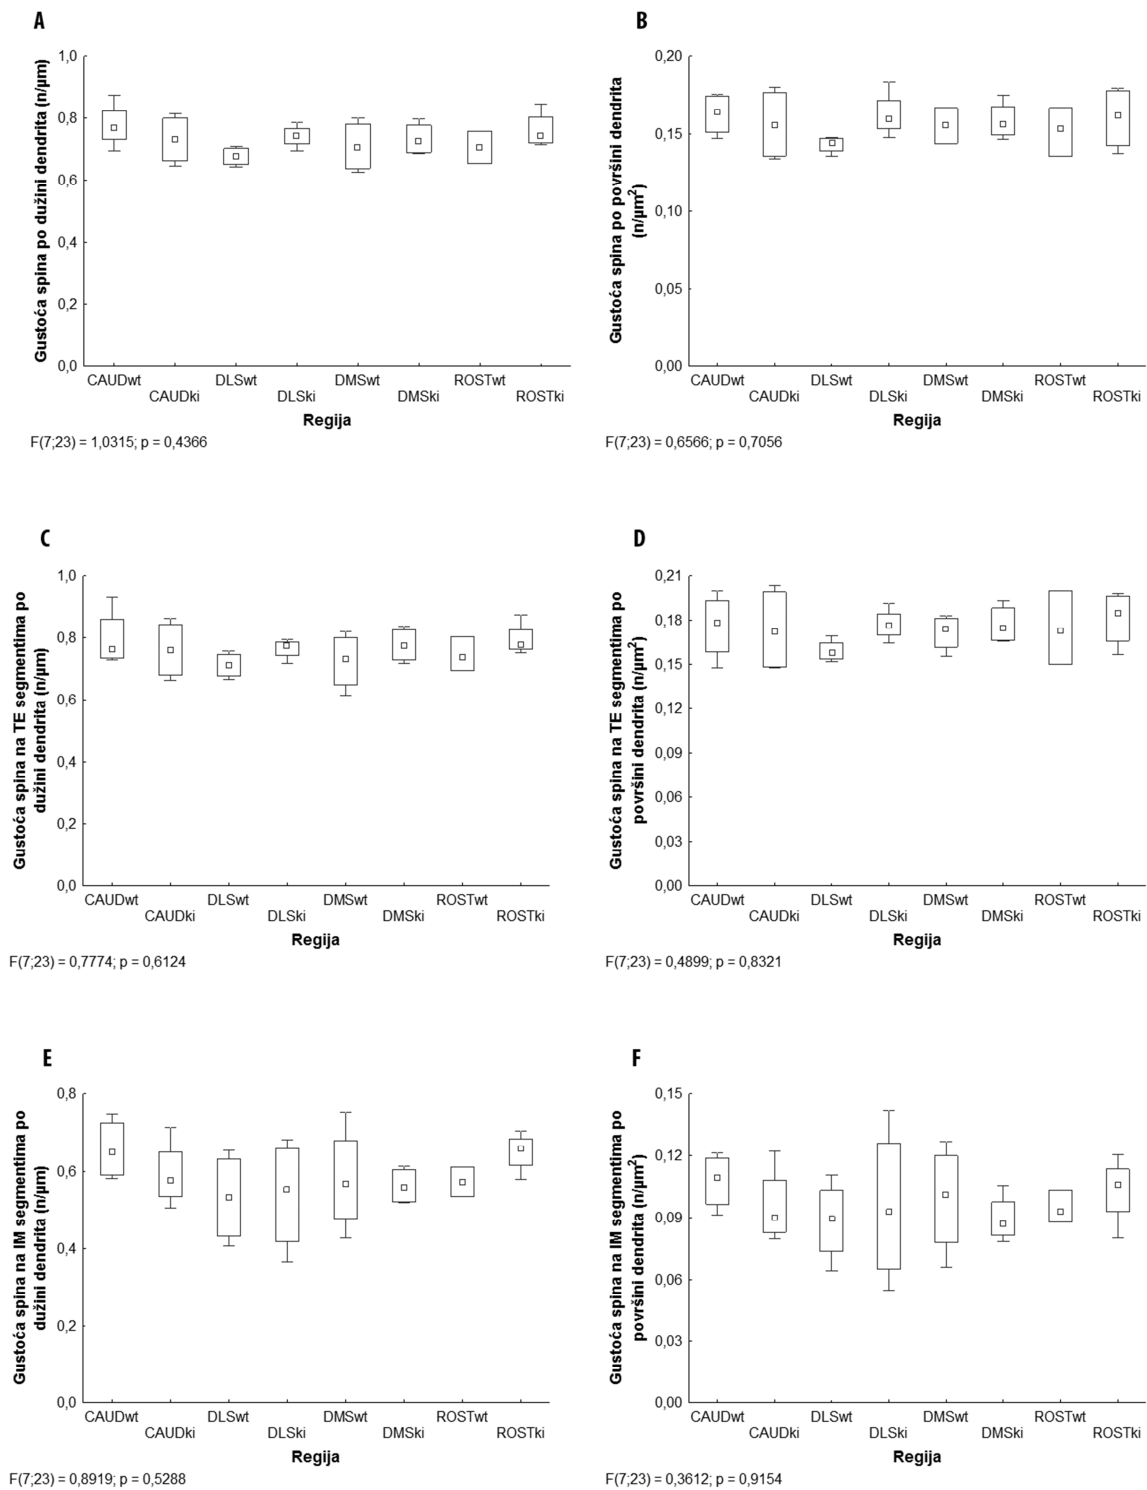 A
Gustoća spina po dužini dendrita (n/µm)
1,0
0,8
0,6
0,4
0,2
0,0
CAUDwt DLSwt DMSwt ROSTwt
CAUDki DLSki DMSki ROSTki
Regija
F(7;23) = 1,0315; p = 0,4366
B
Gustoća spina po površini dendrita
(n/µm²)
0,20
0,15
0,10
0,05
0,00
CAUDwt DLSwt DMSwt ROSTwt
CAUDki DLSki DMSki ROSTki
Regija
F(7;23) = 0,6566; p = 0,7056
C
Gustoća spina na TE segmentima po
dužini dendrita (n/µm)
1,0
0,8
0,6
0,4
0,2
0,0
CAUDwt DLSwt DMSwt ROSTwt
CAUDki DLSki DMSki ROSTki
Regija
F(7;23) = 0,7774; p = 0,6124
D
Gustoća spina na TE segmentima po
površini dendrita (n/µm²)
0,21
0,18
0,15
0,12
0,09
0,06
0,03
0,00
CAUDwt DLSwt DMSwt ROSTwt
CAUDki DLSki DMSki ROSTki
Regija
F(7;23) = 0,4899; p = 0,8321
E
Gustoća spina na IM segmentima po
dužini dendrita (n/µm)
0,8
0,6
0,4
0,2
0,0
CAUDwt DLSwt DMSwt ROSTwt
CAUDki DLSki DMSki ROSTki
Regija
F(7;23) = 0,8919; p = 0,5288
F
Gustoća spina na IM segmentima po
površini dendrita (n/µm²)
0,15
0,12
0,09
0,06
0,03
0,00
CAUDwt DLSwt DMSwt ROSTwt
CAUDki DLSki DMSki ROSTki
Regija
F(7;23) = 0,3612; p = 0,9154